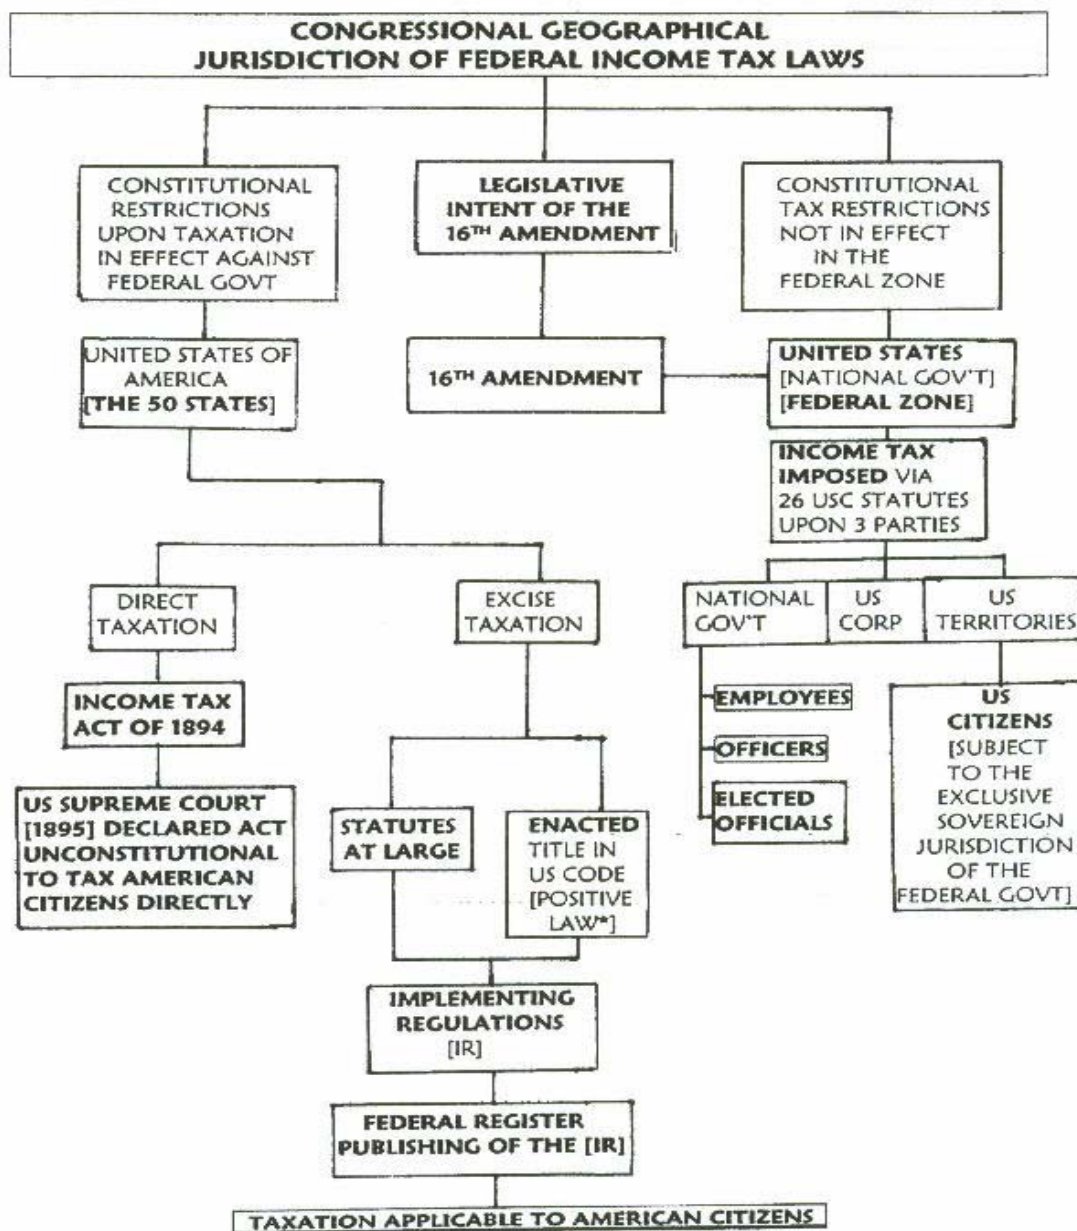 CONGRESSIONAL GEOGRAPHICAL
JURISDICTION OF FEDERAL INCOME TAX LAWS
CONSTITUTIONAL
RESTRICTIONS
UPON TAXATION
IN EFFECT AGAINST
FEDERAL GOVT
LEGISLATIVE
INTENT OF THE
16TH AMENDMENT
CONSTITUTIONAL
TAX RESTRICTIONS
NOT IN EFFECT
IN THE
FEDERAL ZONE
UNITED STATES OF
AMERICA
[THE 50 STATES]
16TH AMENDMENT
UNITED STATES
[NATIONAL GOV'T]
[FEDERAL ZONE]
INCOME TAX
IMPOSED VIA
26 USC STATUTES
UPON 3 PARTIES
DIRECT
TAXATION
EXCISE
TAXATION
NATIONAL
GOV'T
US
CORP
US
TERRITORIES
INCOME TAX
ACT OF 1894
EMPLOYEES
OFFICERS
ELECTED
OFFICIALS
US
CITIZENS
[SUBJECT
TO THE
EXCLUSIVE
SOVEREIGN
JURISDICTION
OF THE
FEDERAL GOVT]
US SUPREME COURT
[1895] DECLARED ACT
UNCONSTITUTIONAL
TO TAX AMERICAN
CITIZENS DIRECTLY
STATUTES
AT LARGE
ENACTED
TITLE IN
US CODE
[POSITIVE
LAW*]
IMPLEMENTING
REGULATIONS
[IR]
FEDERAL REGISTER
PUBLISHING OF THE [IR]
TAXATION APPLICABLE TO AMERICAN CITIZENS